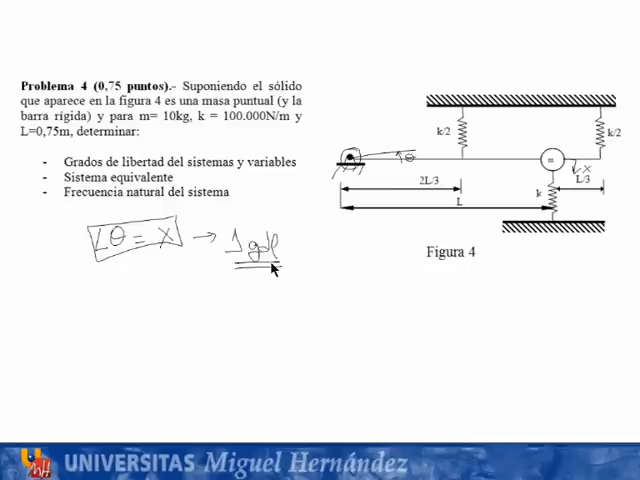 Problema 4 (0,75 puntos).- Suponiendo el sólido
que aparece en la figura 4 es una masa puntual (y la
barra rígida) y para m= 10kg, k = 100.000N/m y
L=0,75m, determinar:
- Grados de libertad del sistemas y variables
- Sistema equivalente
- Frecuencia natural del sistema
Lθ = X → 1 gdl
k/2
k/2
θ
m
x
2L/3
k
L/3
L
Figura 4
UNIVERSITAS Miguel Hernández